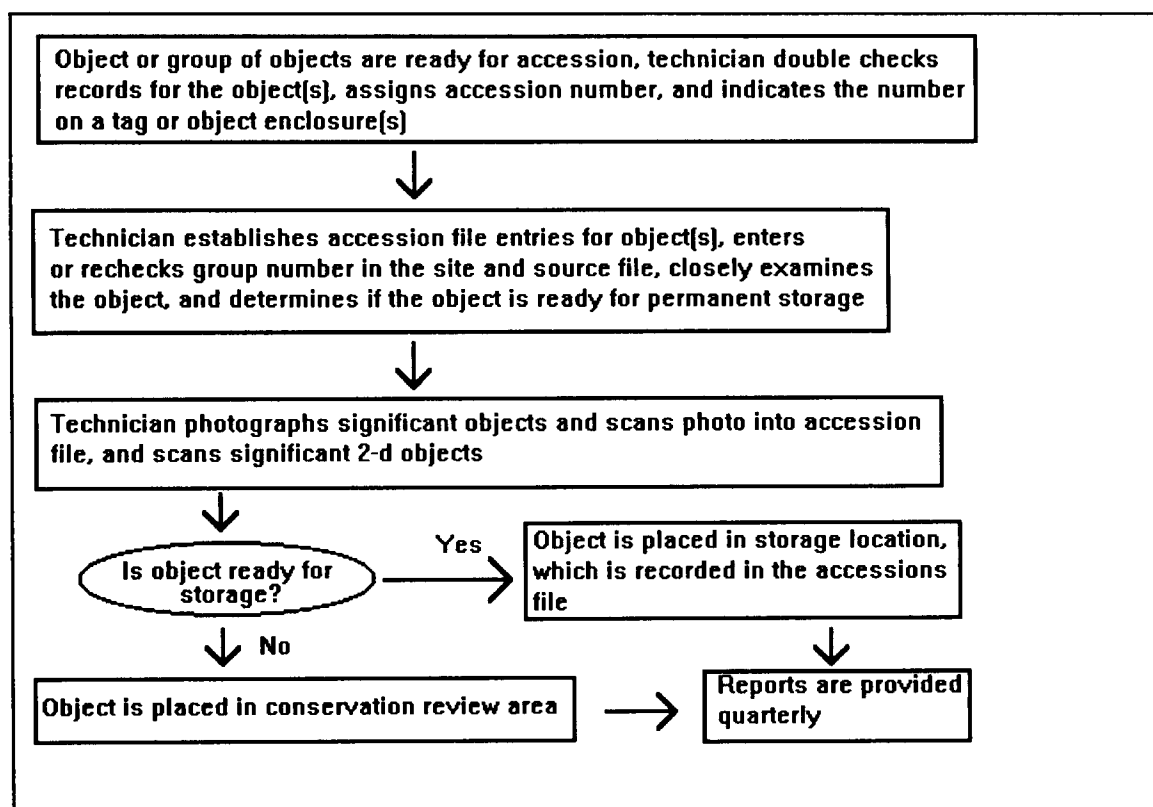 Object or group of objects are ready for accession, technician double checks
records for the object(s), assigns accession number, and indicates the number
on a tag or object enclosure(s)
Technician establishes accession file entries for object(s), enters
or rechecks group number in the site and source file, closely examines
the object, and determines if the object is ready for permanent storage
Technician photographs significant objects and scans photo into accession
file, and scans significant 2-d objects
Is object ready for
storage?
Yes
Object is placed in storage location,
which is recorded in the accessions
file
No
Object is placed in conservation review area
Reports are provided
quarterly